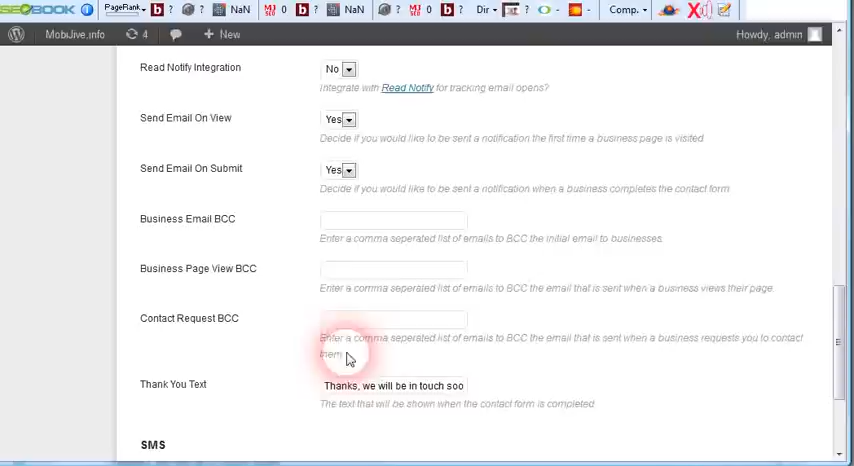 SEOBOOK PageRank NaN MJ SEO 0 NaN MJ SEO 0 Dir ? Comp.
MobiJive.info 4 New Howdy, admin
Read Notify Integration No
Integrate with Read Notify for tracking email opens?
Send Email On View Yes
Decide if you would like to be sent a notification the first time a business page is visited
Send Email On Submit Yes
Decide if you would like to be sent a notification when a business completes the contact form
Business Email BCC
Enter a comma seperated list of emails to BCC the initial email to businesses.
Business Page View BCC
Enter a comma seperated list of emails to BCC the email that is sent when a business views their page.
Contact Request BCC
Enter a comma seperated list of emails to BCC the email that is sent when a business requests you to contact
them
Thank You Text Thanks, we will be in touch soo
The text that will be shown when the contact form is completed
SMS